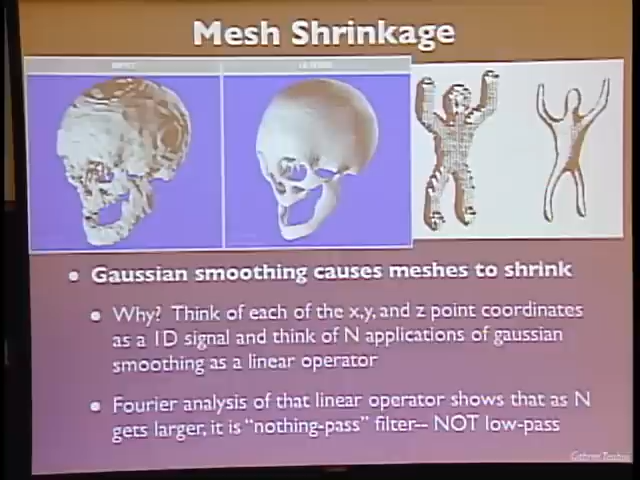 Mesh Shrinkage
INPUT
Gaussian smoothing causes meshes to shrink
Why? Think of each of the x,y, and z point coordinates
as a 1D signal and think of N applications of gaussian
smoothing as a linear operator
Fourier analysis of that linear operator shows that as N
gets larger, it is "nothing-pass" filter-- NOT low-pass